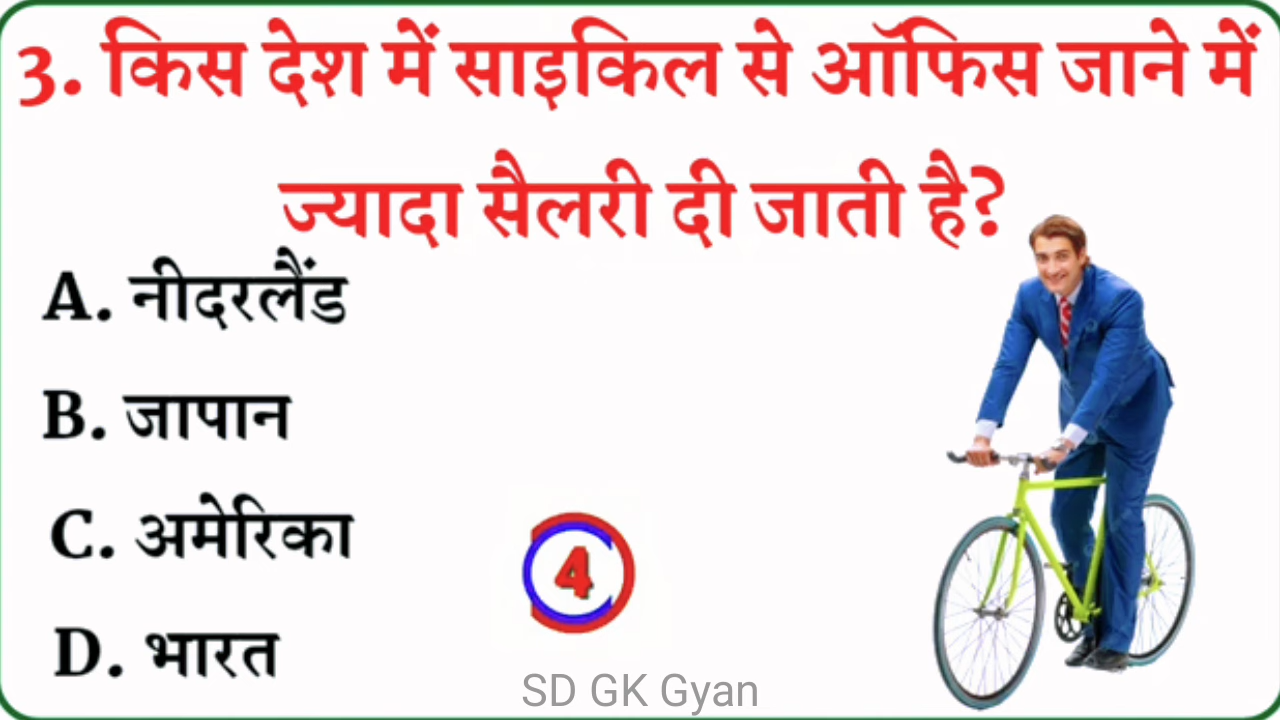 3. किस देश में साइकिल से ऑफिस जाने में
ज्यादा सैलरी दी जाती है?
A. नीदरलैंड
B. जापान
C. अमेरिका
D. भारत
4
SD GK Gyan